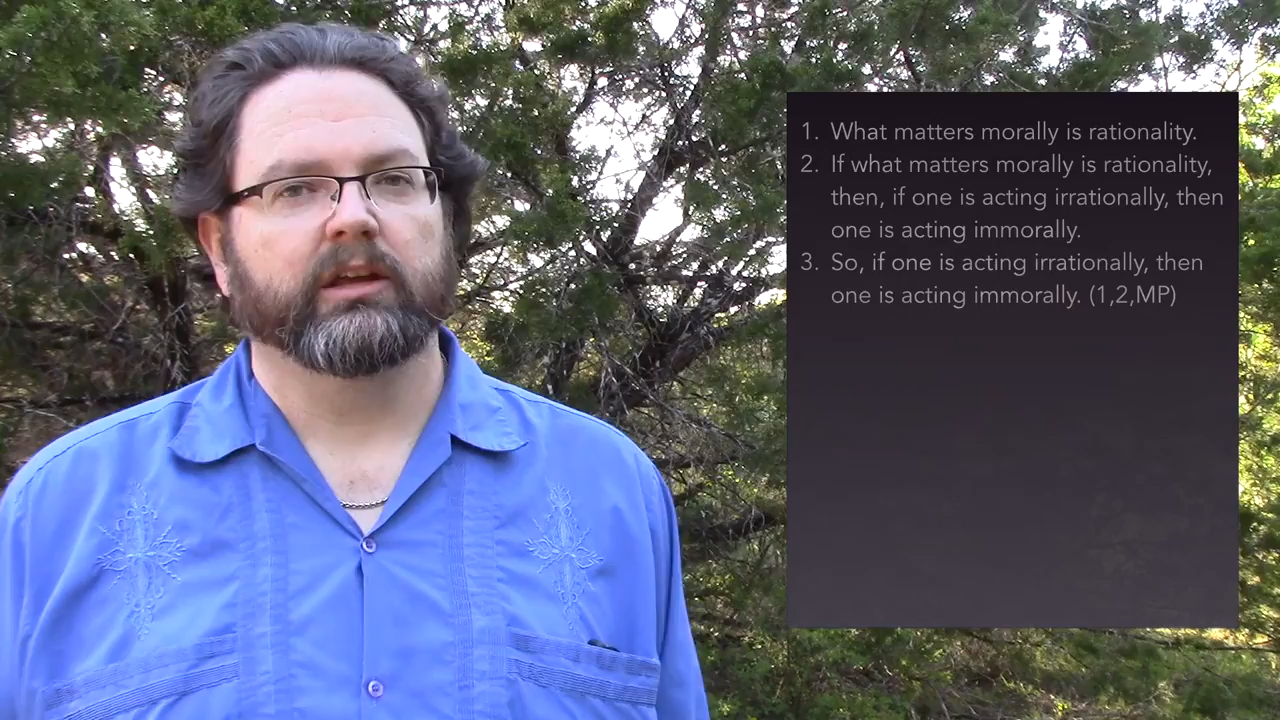 1. What matters morally is rationality.
2. If what matters morally is rationality,
then, if one is acting irrationally, then
one is acting immorally.
3. So, if one is acting irrationally, then
one is acting immorally. (1,2,MP)